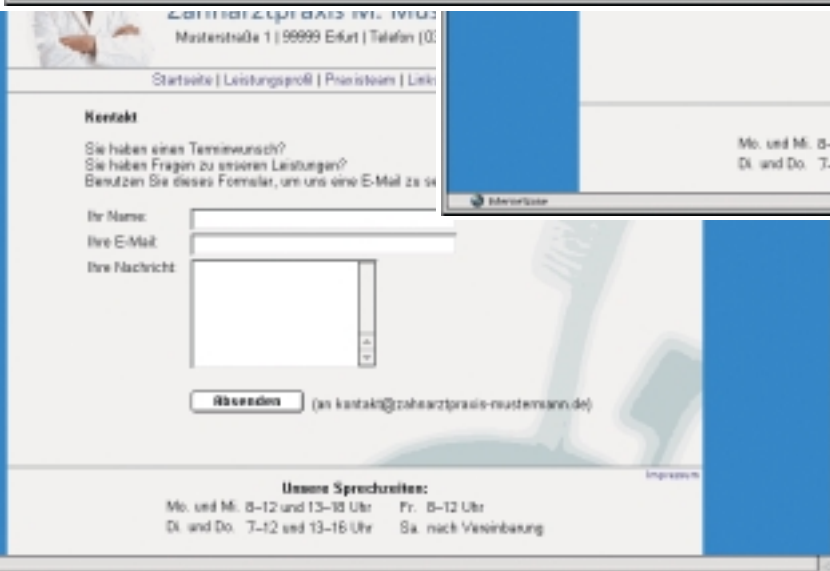 Zahnarztpraxis M. Mus
Musterstraße 1 | 99999 Erfurt | Telefon (03
Startseite | Leistungsprofil | Praxisteam | Link
Kontakt
Sie haben einen Terminwunsch?
Sie haben Fragen zu unseren Leistungen?
Benutzen Sie dieses Formular, um uns eine E-Mail zu se
Ihr Name:
Ihre E-Mail:
Ihre Nachricht:
Absenden (an kontakt@zahnarztpraxis-mustermann.de)
Impressum
Unsere Sprechzeiten:
Mo. und Mi. 8–12 und 13–18 Uhr Fr. 8–12 Uhr
Di. und Do. 7–12 und 13–16 Uhr Sa. nach Vereinbarung
Mo. und Mi. 8–
Di. und Do. 7–
Internetzone